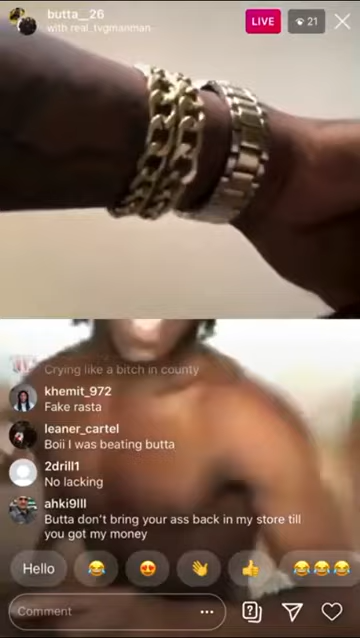 butta__26
LIVE
21
with real_tvgmanman
Crying like a bitch in county
khemit_972
Fake rasta
leaner_cartel
Boii I was beating butta
2drill1
No lacking
ahki9lll
Butta don't bring your ass back in my store till
you got my money
Hello
Comment